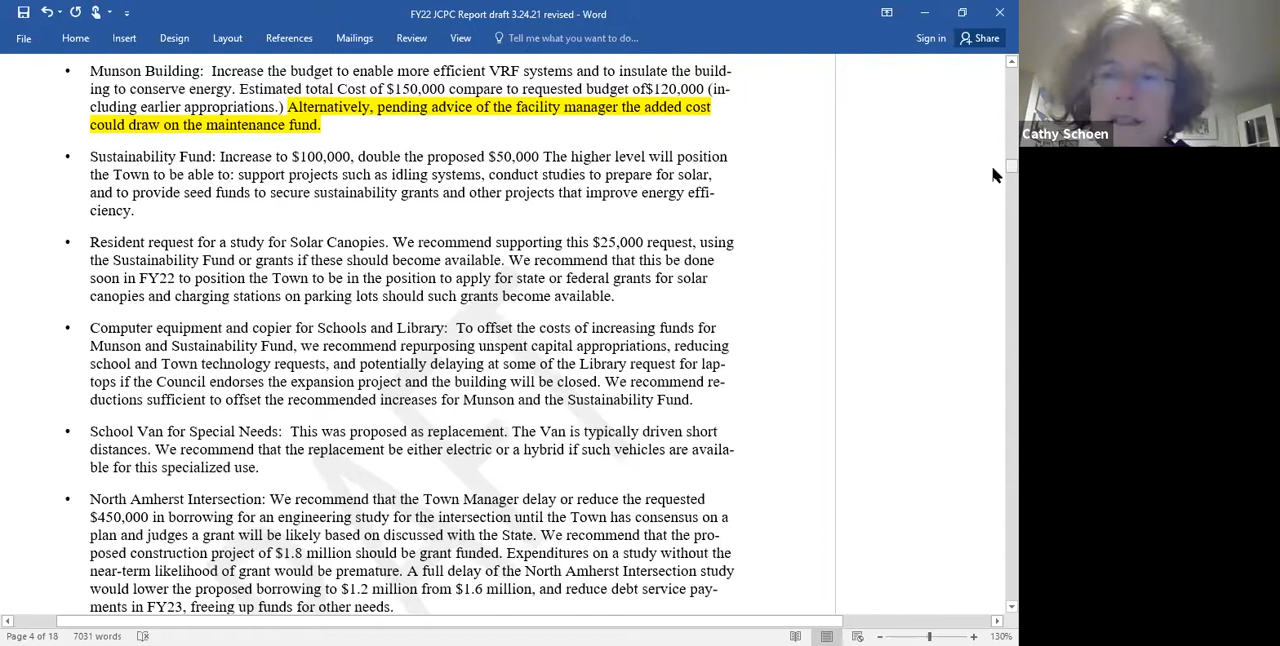 FY22 JCPC Report draft 3.24.21 revised - Word
File Home Insert Design Layout References Mailings Review View Tell me what you want to do... Sign in Share
• Munson Building:  Increase the budget to enable more efficient VRF systems and to insulate the build-
ing to conserve energy. Estimated total Cost of $150,000 compare to requested budget of$120,000 (in-
cluding earlier appropriations.) Alternatively, pending advice of the facility manager the added cost
could draw on the maintenance fund.
Cathy Schoen
• Sustainability Fund: Increase to $100,000, double the proposed $50,000 The higher level will position
the Town to be able to: support projects such as idling systems, conduct studies to prepare for solar,
and to provide seed funds to secure sustainability grants and other projects that improve energy effi-
ciency.
• Resident request for a study for Solar Canopies. We recommend supporting this $25,000 request, using
the Sustainability Fund or grants if these should become available. We recommend that this be done
soon in FY22 to position the Town to be in the position to apply for state or federal grants for solar
canopies and charging stations on parking lots should such grants become available.
• Computer equipment and copier for Schools and Library:  To offset the costs of increasing funds for
Munson and Sustainability Fund, we recommend repurposing unspent capital appropriations, reducing
school and Town technology requests, and potentially delaying at some of the Library request for lap-
tops if the Council endorses the expansion project and the building will be closed. We recommend re-
ductions sufficient to offset the recommended increases for Munson and the Sustainability Fund.
• School Van for Special Needs:  This was proposed as replacement. The Van is typically driven short
distances. We recommend that the replacement be either electric or a hybrid if such vehicles are availa-
ble for this specialized use.
• North Amherst Intersection: We recommend that the Town Manager delay or reduce the requested
$450,000 in borrowing for an engineering study for the intersection until the Town has consensus on a
plan and judges a grant will be likely based on discussed with the State. We recommend that the pro-
posed construction project of $1.8 million should be grant funded. Expenditures on a study without the
near-term likelihood of grant would be premature. A full delay of the North Amherst Intersection study
would lower the proposed borrowing to $1.2 million from $1.6 million, and reduce debt service pay-
ments in FY23, freeing up funds for other needs.
Page 4 of 18 7031 words 130%